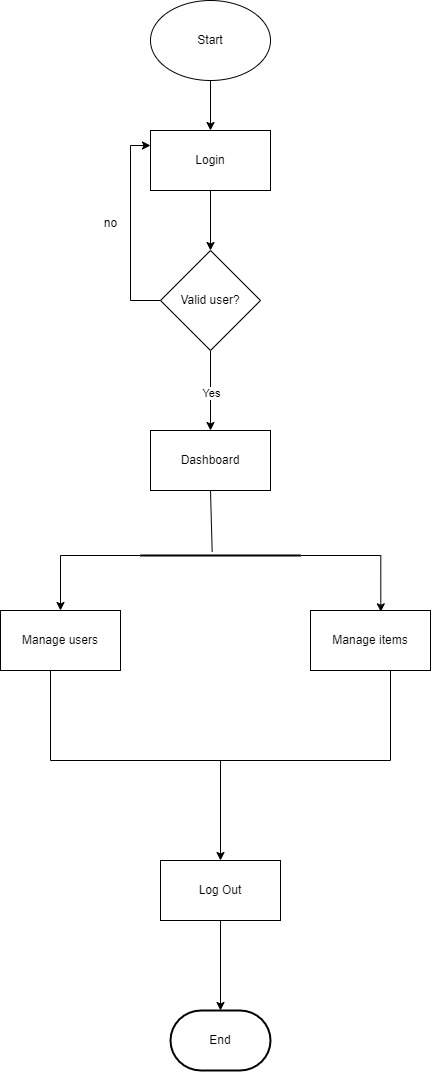 Start
Login
no
Valid user?
Yes
Dashboard
Manage users
Manage items
Log Out
End